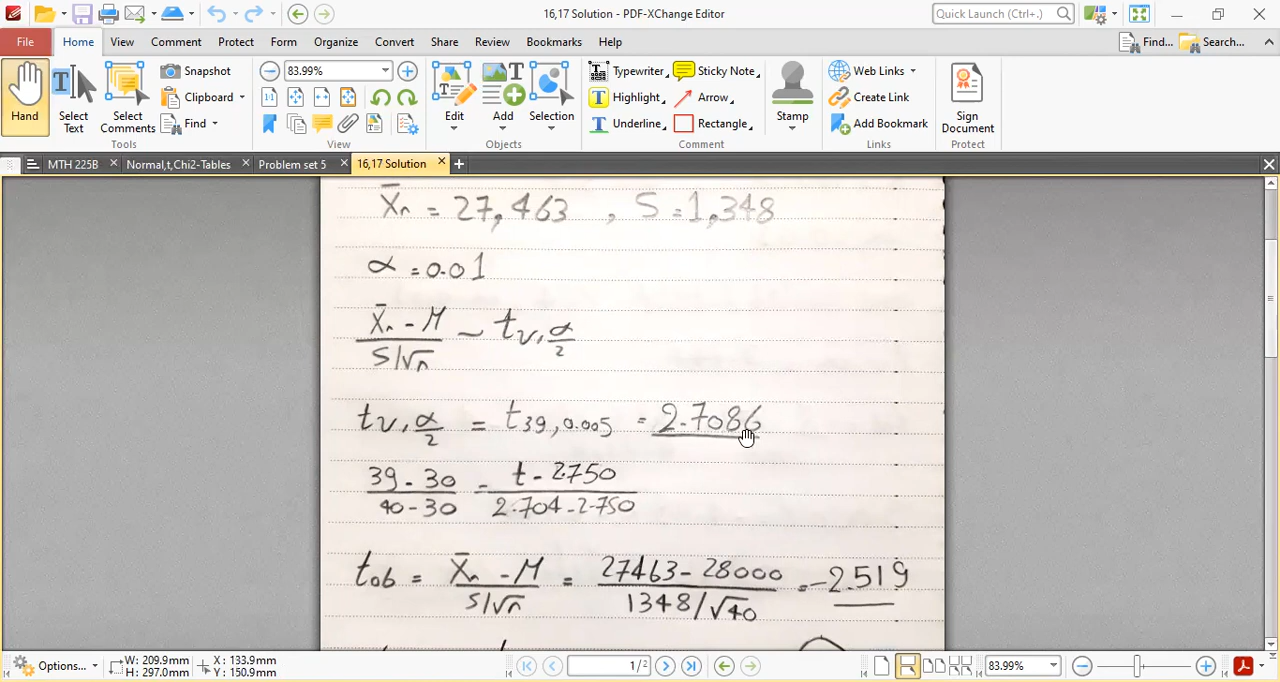 16,17 Solution - PDF-XChange Editor
Quick Launch (Ctrl+.)
File Home View Comment Protect Form Organize Convert Share Review Bookmarks Help
Find... Search...
Hand
Select Text
Select Comments
Snapshot
Clipboard
Find
Tools
83.99%
View
Edit
Add
Selection
Objects
Typewriter
Highlight
Underline
Sticky Note
Arrow
Rectangle
Stamp
Comment
Web Links
Create Link
Add Bookmark
Links
Sign Document
Protect
MTH 225B Normal,t,Chi2-Tables Problem set 5 16,17 Solution
X̄n = 27,463 , S = 1,348
α = 0.01
(X̄n - M) / (S/√n) ~ tν,α/2
tν,α/2 = t39,0.005 = 2.7086
(39 - 30) / (40 - 30) = (t - 2.750) / (2.704 - 2.750)
tob = (X̄n - M) / (S/√n) = (27463 - 28000) / (1348/√40) = -2.519
Options...
W: 209.9mm
H: 297.0mm
X: 133.9mm
Y: 150.9mm
1/2
83.99%